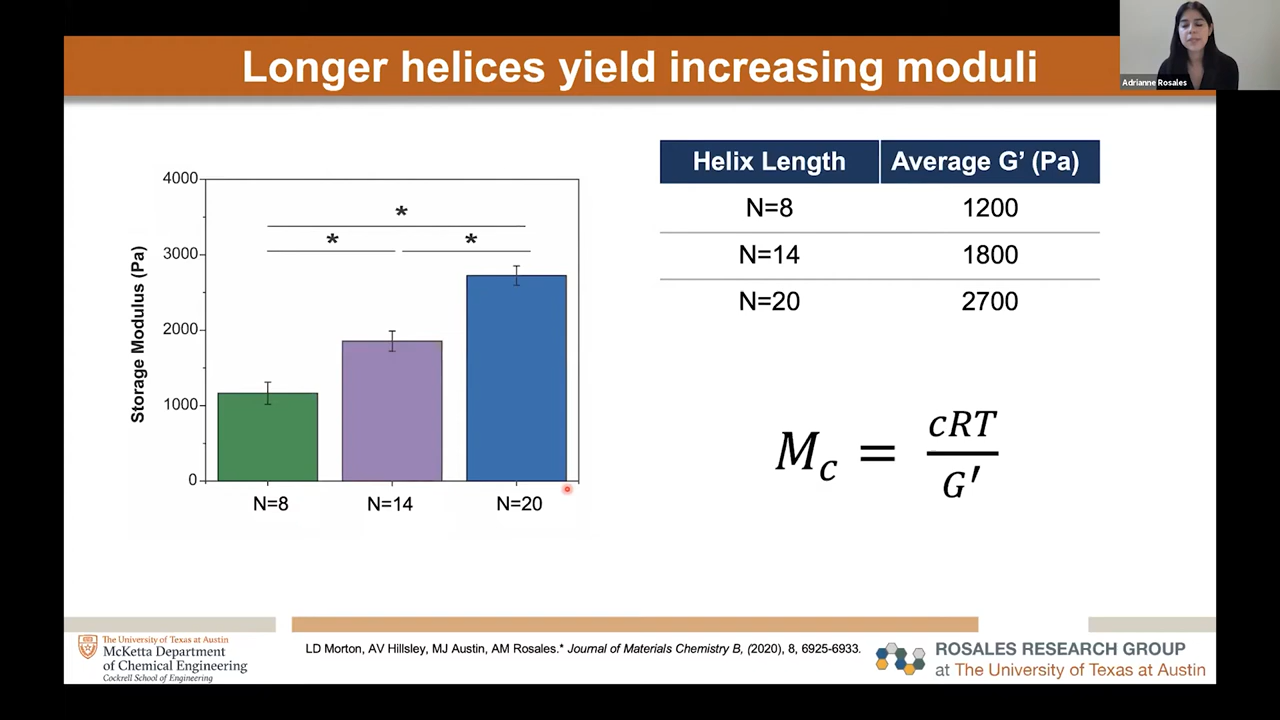 Longer helices yield increasing moduli
Adrianne Rosales
4000
3000
2000
1000
0
Storage Modulus (Pa)
*
*
*
N=8
N=14
N=20
Helix Length
Average G’ (Pa)
N=8
1200
N=14
1800
N=20
2700
M_c = cRT / G′
The University of Texas at Austin
McKetta Department
of Chemical Engineering
Cockrell School of Engineering
LD Morton, AV Hillsley, MJ Austin, AM Rosales.* Journal of Materials Chemistry B, (2020), 8, 6925-6933.
ROSALES RESEARCH GROUP
at The University of Texas at Austin